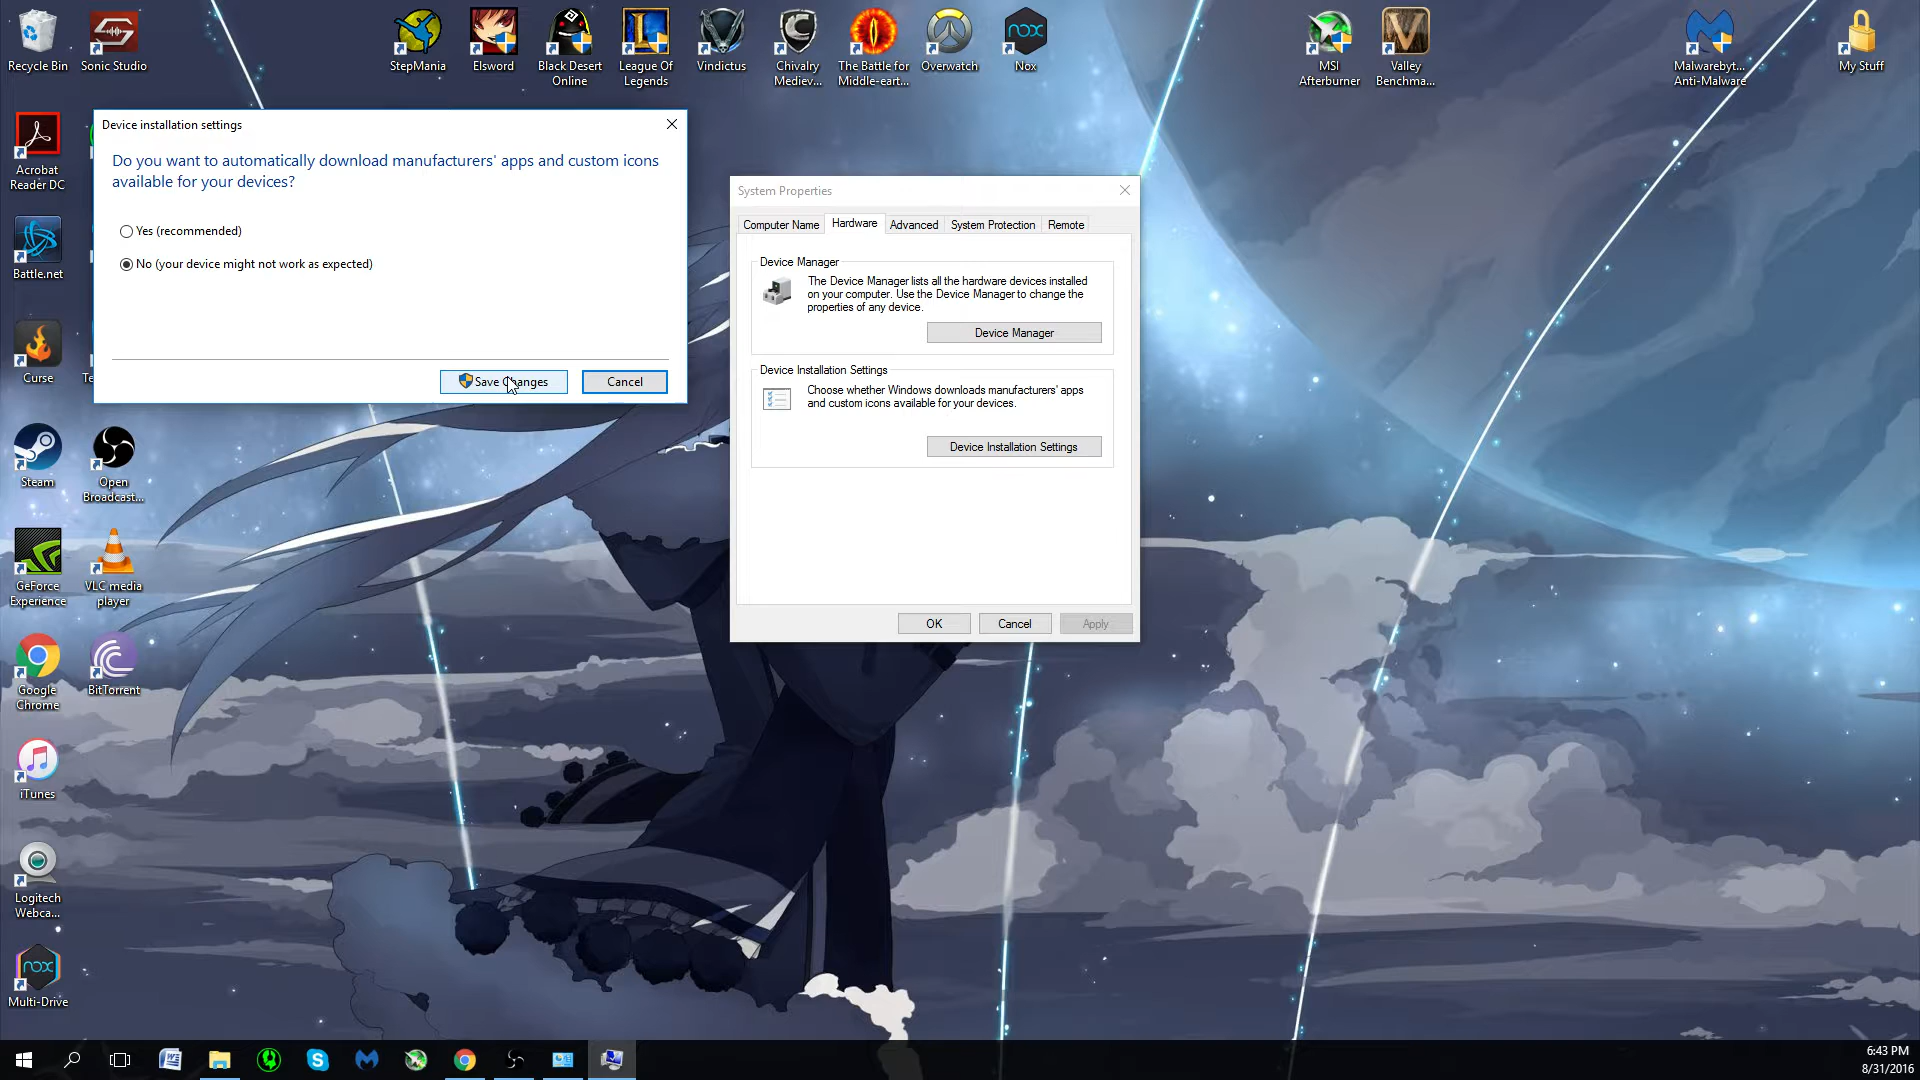 Recycle Bin
Sonic Studio
StepMania
Elsword
Black Desert
Online
League Of
Legends
Vindictus
Chivalry
Mediev...
The Battle for
Middle-eart...
Overwatch
Nox
MSI
Afterburner
Valley
Benchma...
Malwarebyt...
Anti-Malware
My Stuff
Acrobat
Reader DC
Battle.net
Curse
Te
Steam
Open
Broadcast...
GeForce
Experience
VLC media
player
Google
Chrome
BitTorrent
iTunes
Logitech
Webca...
Multi-Drive
Device installation settings
Do you want to automatically download manufacturers' apps and custom icons
available for your devices?
Yes (recommended)
No (your device might not work as expected)
Save Changes
Cancel
System Properties
Computer Name
Hardware
Advanced
System Protection
Remote
Device Manager
The Device Manager lists all the hardware devices installed
on your computer. Use the Device Manager to change the
properties of any device.
Device Manager
Device Installation Settings
Choose whether Windows downloads manufacturers' apps
and custom icons available for your devices.
Device Installation Settings
OK
Cancel
Apply
6:43 PM
8/31/2016